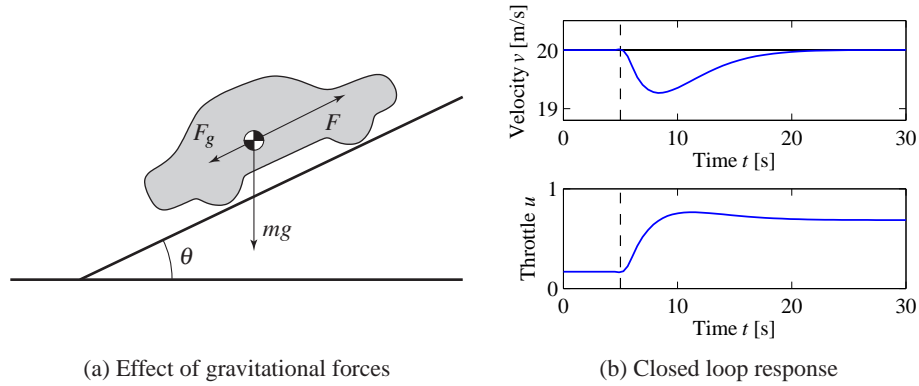 F_g
F
mg
θ
(a) Effect of gravitational forces
Velocity v [m/s]
20
19
0 10 20 30
Time t [s]
Throttle u
1
0
0 10 20 30
Time t [s]
(b) Closed loop response